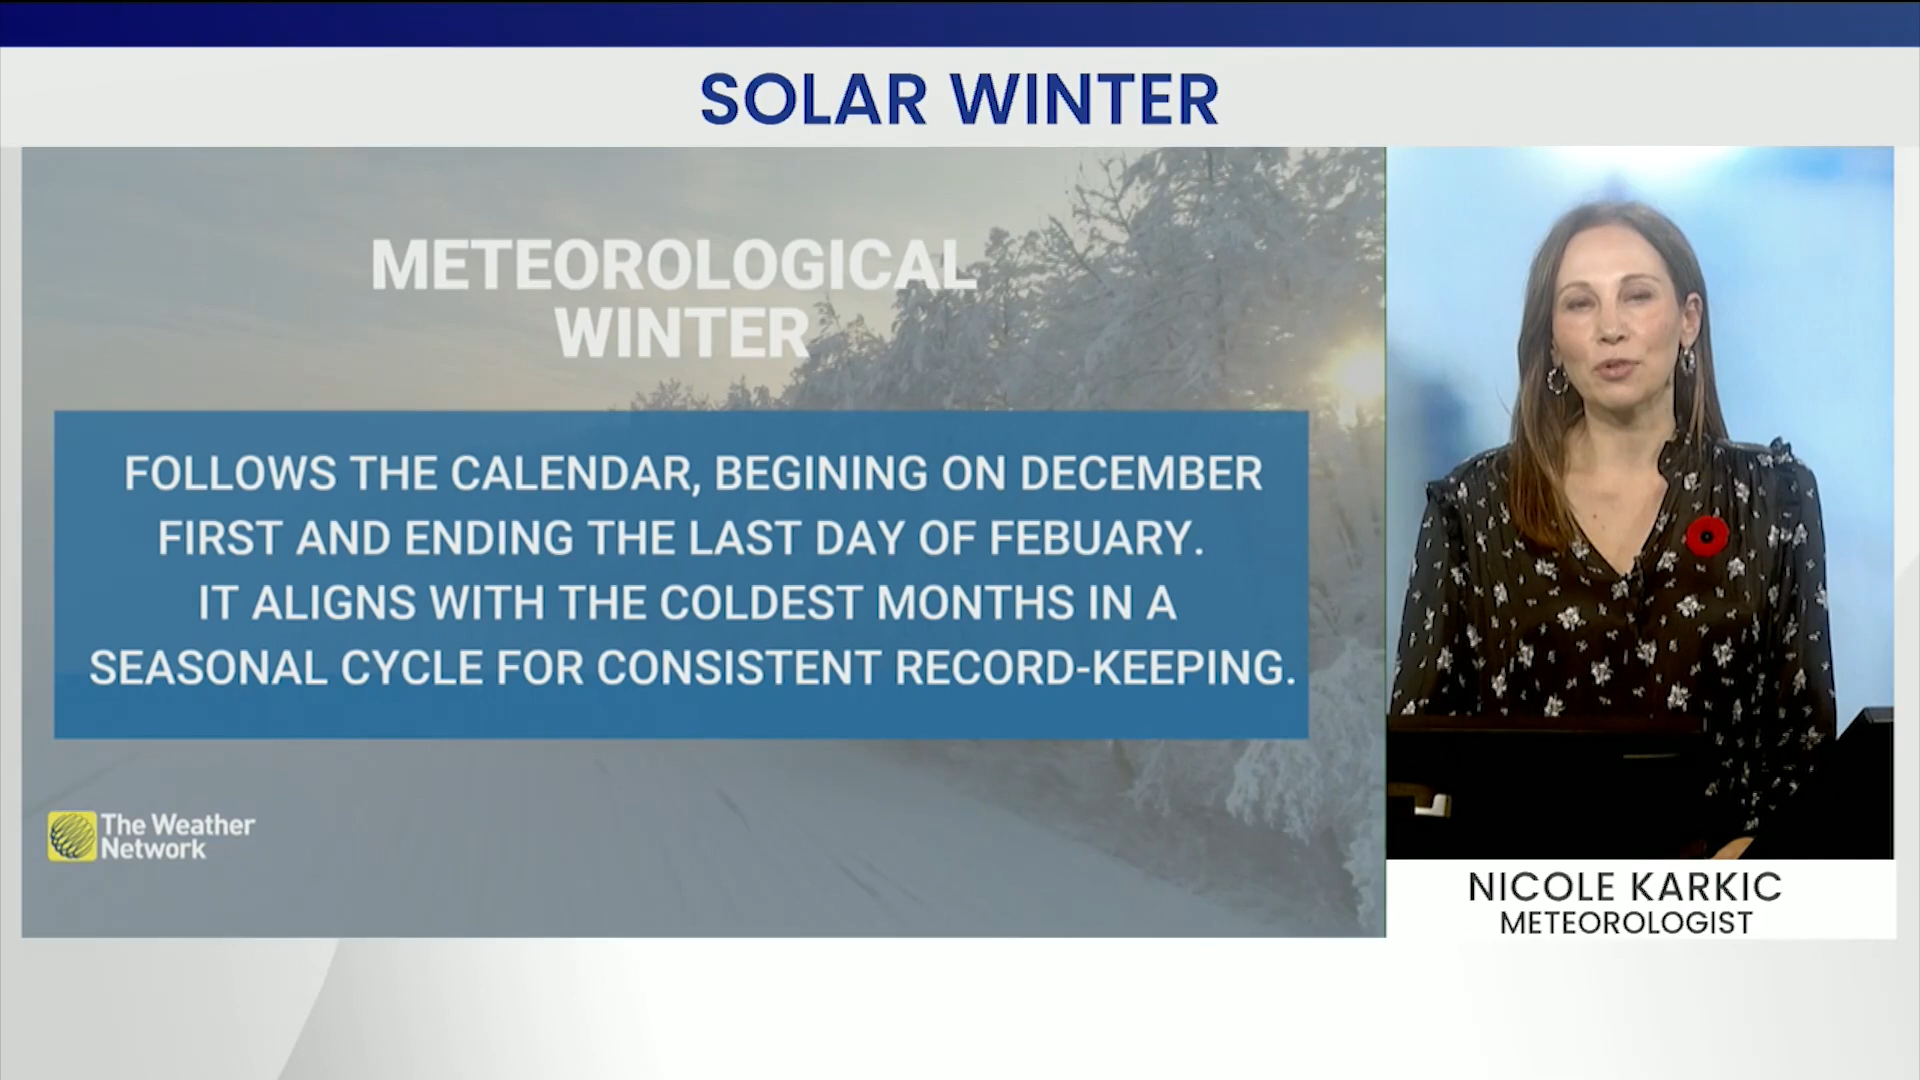 SOLAR WINTER
METEOROLOGICAL
WINTER
FOLLOWS THE CALENDAR, BEGINING ON DECEMBER
FIRST AND ENDING THE LAST DAY OF FEBUARY.
IT ALIGNS WITH THE COLDEST MONTHS IN A
SEASONAL CYCLE FOR CONSISTENT RECORD-KEEPING.
The Weather
Network
NICOLE KARKIC
METEOROLOGIST